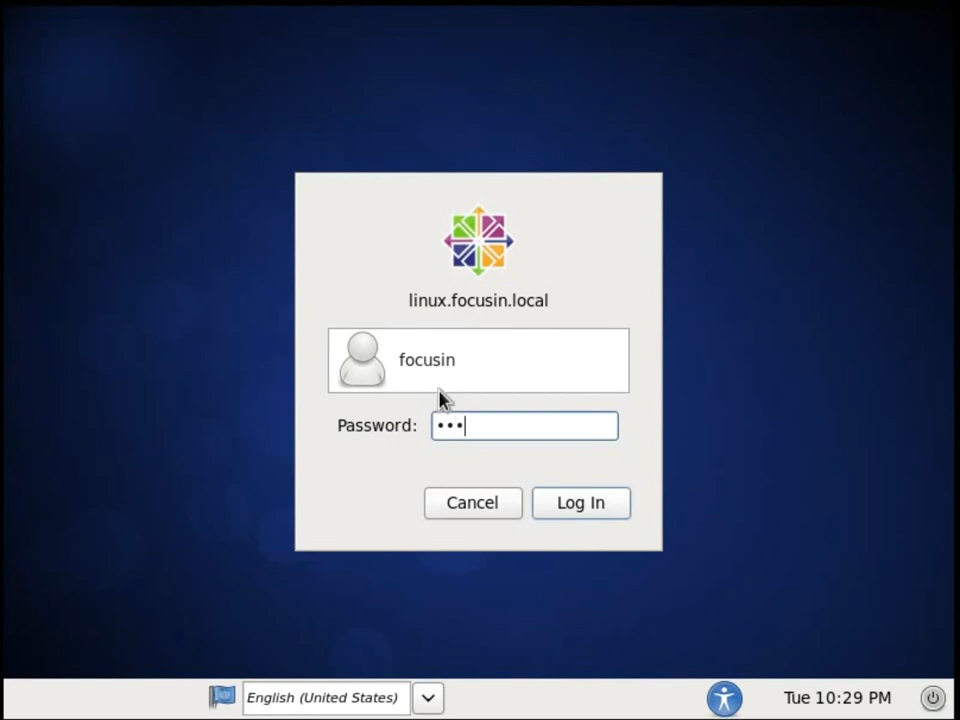 linux.focusin.local
focusin
Password: •••
Cancel Log In
English (United States) Tue 10:29 PM